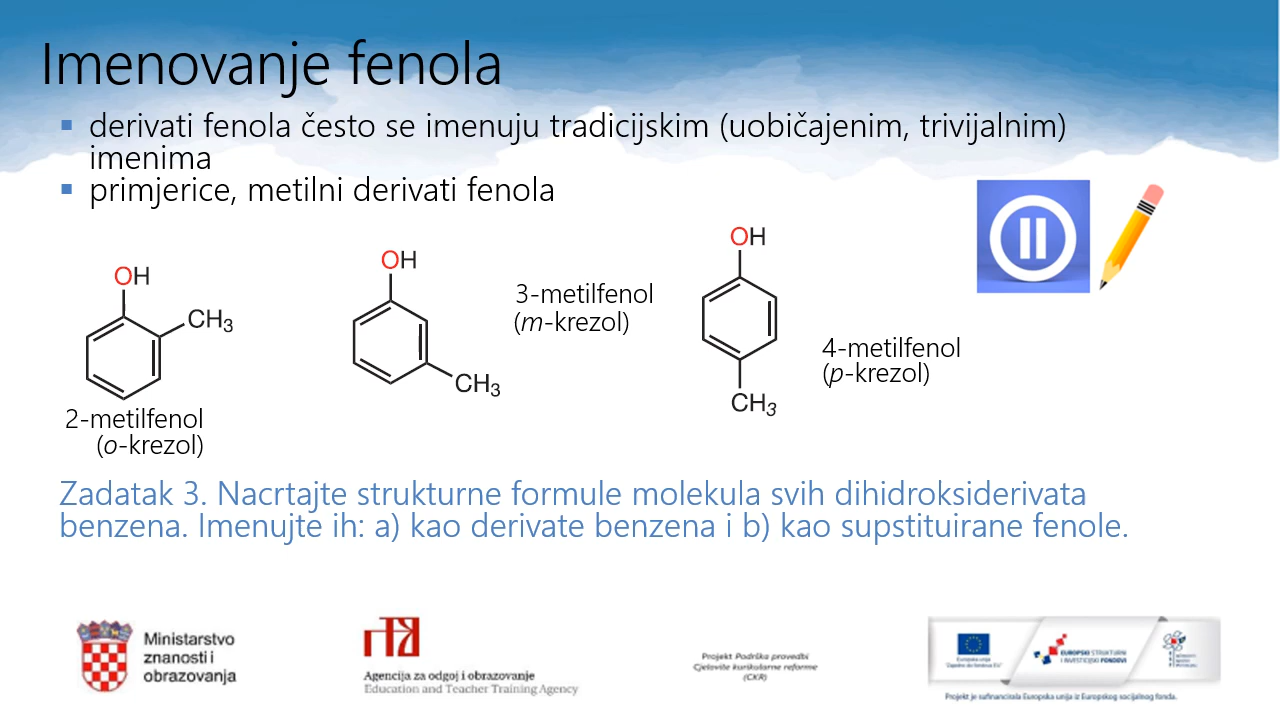 Imenovanje fenola
▪ derivati fenola često se imenuju tradicijskim (uobičajenim, trivijalnim)
imenima
▪ primjerice, metilni derivati fenola
OH
CH3
2-metilfenol
(o-krezol)
OH
CH3
3-metilfenol
(m-krezol)
OH
CH3
4-metilfenol
(p-krezol)
Zadatak 3. Nacrtajte strukturne formule molekula svih dihidroksiderivata
benzena. Imenujte ih: a) kao derivate benzena i b) kao supstituirane fenole.
Ministarstvo
znanosti i
obrazovanja
Agencija za odgoj i obrazovanje
Education and Teacher Training Agency
Projekt Podrška provedbi
Cjelovite kurikularne reforme
(CKR)
Europska unija
EUROPSKI STRUKTURNI
I INVESTICIJSKI FONDOVI
Projekt je sufinancirala Europska unija iz Europskog socijalnog fonda.